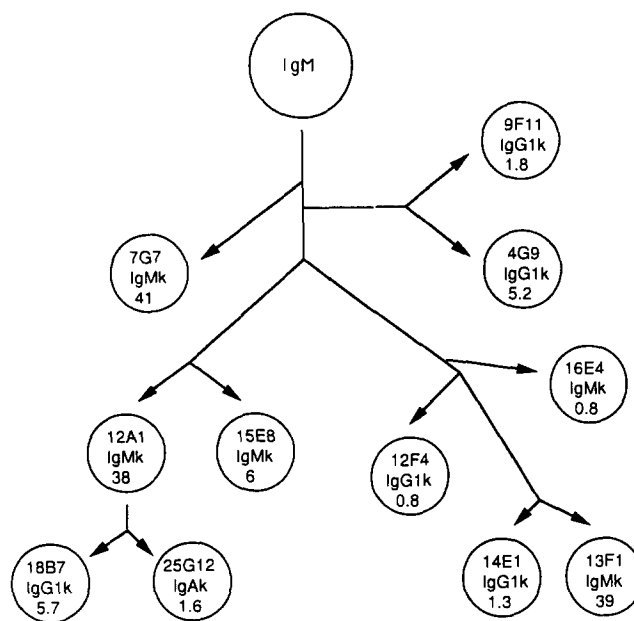 IgM
9F11
IgG1k
1.8
7G7
IgMk
41
4G9
IgG1k
5.2
16E4
IgMk
0.8
12A1
IgMk
38
15E8
IgMk
6
12F4
IgG1k
0.8
18B7
IgG1k
5.7
25G12
IgAk
1.6
14E1
IgG1k
1.3
13F1
IgMk
39